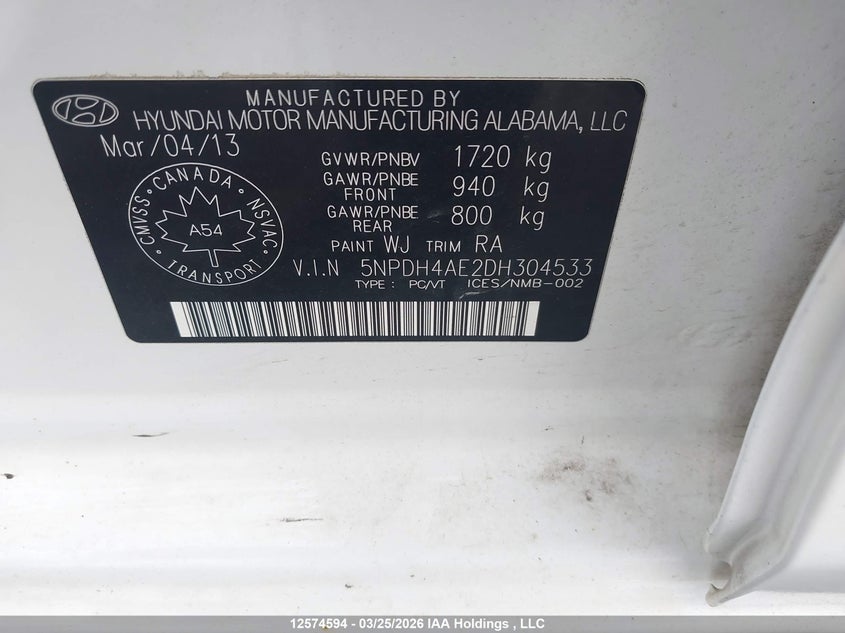 MANUFACTURED BY
HYUNDAI MOTOR MANUFACTURING ALABAMA, LLC
Mar/04/13
GVWR/PNBV 1720 kg
GAWR/PNBE FRONT 940 kg
GAWR/PNBE REAR 800 kg
CANADA
CMVSS • NSVAC
A54
TRANSPORT
PAINT WJ TRIM RA
V.I.N 5NPDH4AE2DH304533
TYPE : PC/VT ICES/NMB-002
12574594 - 03/25/2026 IAA Holdings , LLC